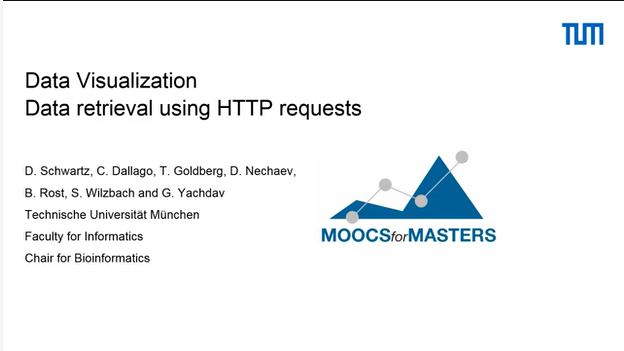 TUM
Data Visualization
Data retrieval using HTTP requests
D. Schwartz, C. Dallago, T. Goldberg, D. Nechaev,
B. Rost, S. Wilzbach and G. Yachdav
Technische Universität München
Faculty for Informatics
Chair for Bioinformatics
MOOCSforMASTERS